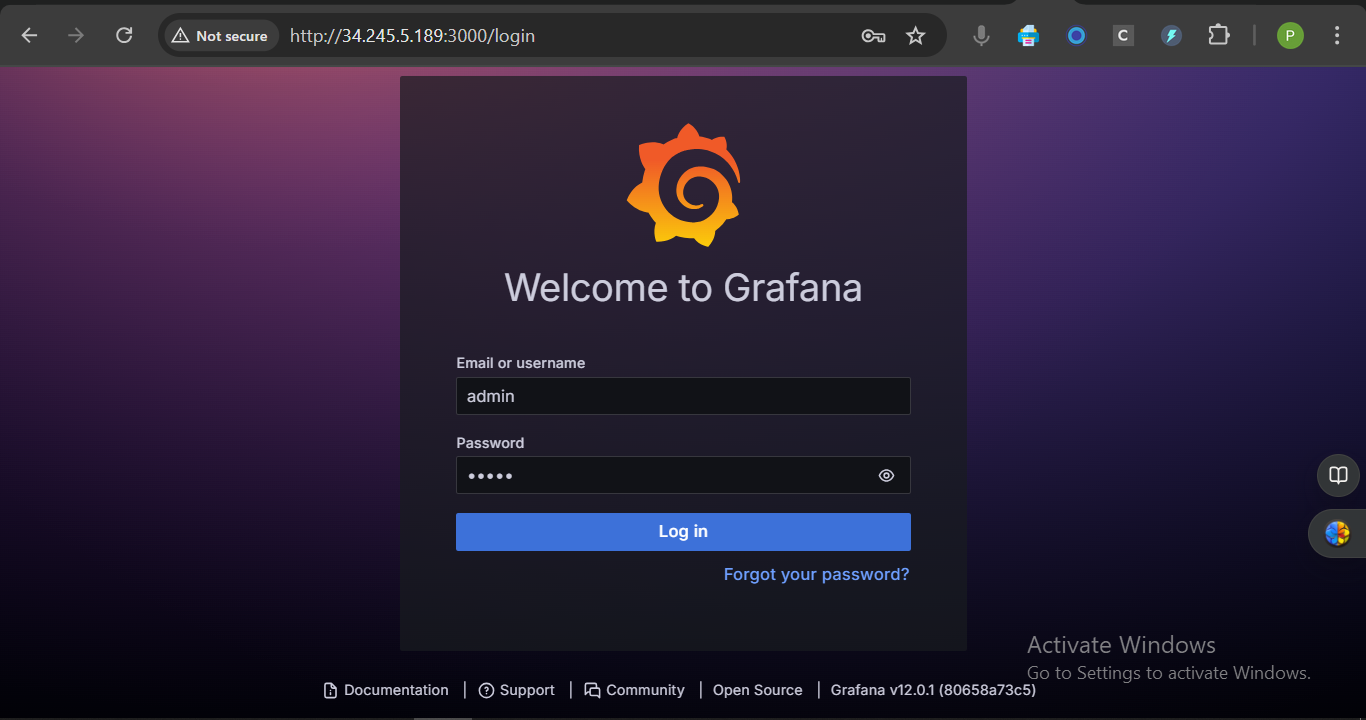 Not secure http://34.245.5.189:3000/login C P
Welcome to Grafana
Email or username
admin
Password
•••••
Log in
Forgot your password?
Activate Windows
Go to Settings to activate Windows.
Documentation | Support | Community | Open Source | Grafana v12.0.1 (80658a73c5)